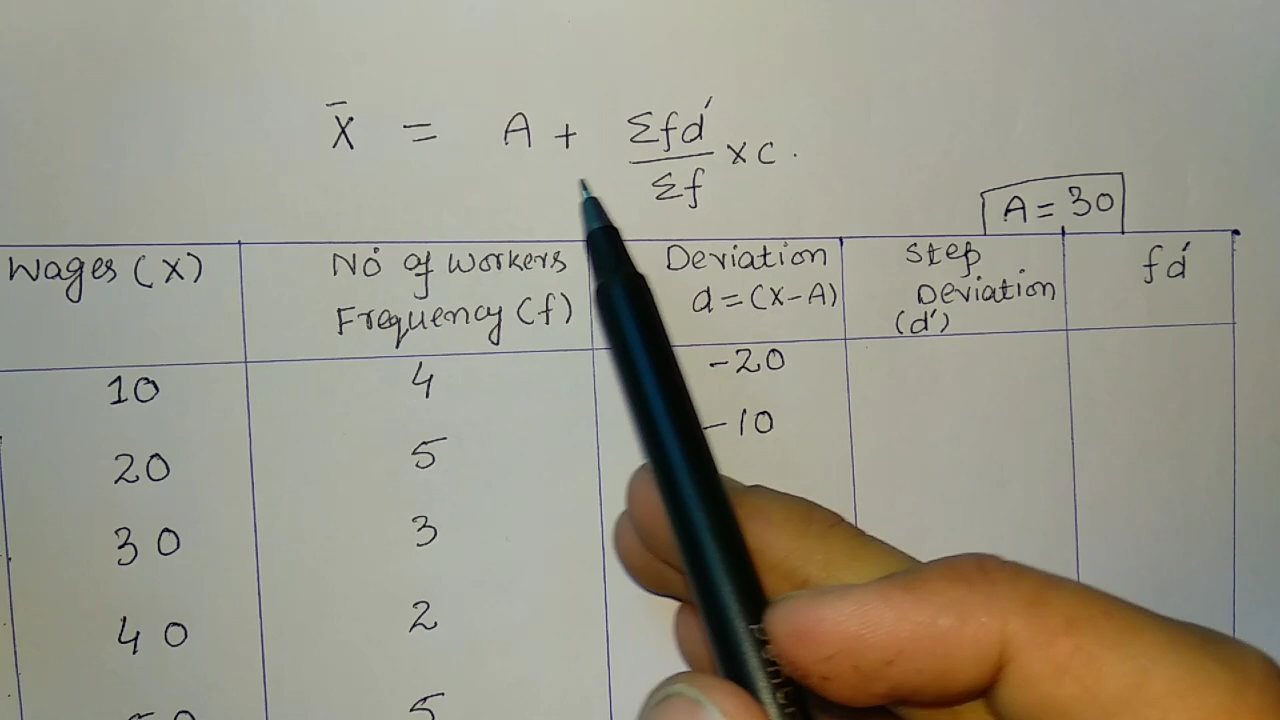 X̄ = A + Σfd′ / Σf × C.
A = 30
Wages (X) No of workers Frequency (f) Deviation d = (X-A) Step Deviation (d′) fd′
10 4 -20
20 5 -10
30 3
40 2
5